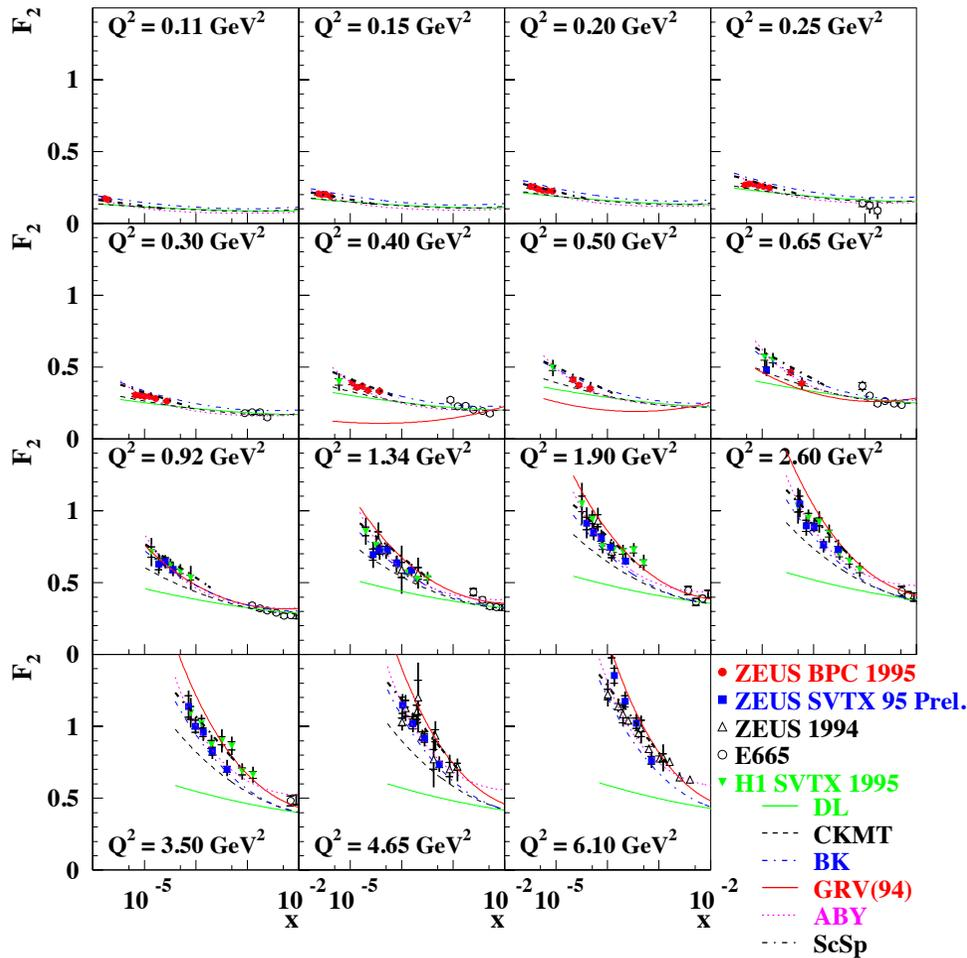 F2 Q² = 0.11 GeV² Q² = 0.15 GeV² Q² = 0.20 GeV² Q² = 0.25 GeV²
1
0.5
0
F2 Q² = 0.30 GeV² Q² = 0.40 GeV² Q² = 0.50 GeV² Q² = 0.65 GeV²
1
0.5
0
F2 Q² = 0.92 GeV² Q² = 1.34 GeV² Q² = 1.90 GeV² Q² = 2.60 GeV²
1
0.5
0
F2
1
0.5
0
Q² = 3.50 GeV² Q² = 4.65 GeV² Q² = 6.10 GeV²
10⁻⁵ 10⁻² 10⁻⁵ 10⁻² 10⁻⁵ 10⁻²
x x x
ZEUS BPC 1995
ZEUS SVTX 95 Prel.
ZEUS 1994
E665
H1 SVTX 1995
DL
CKMT
BK
GRV(94)
ABY
ScSp